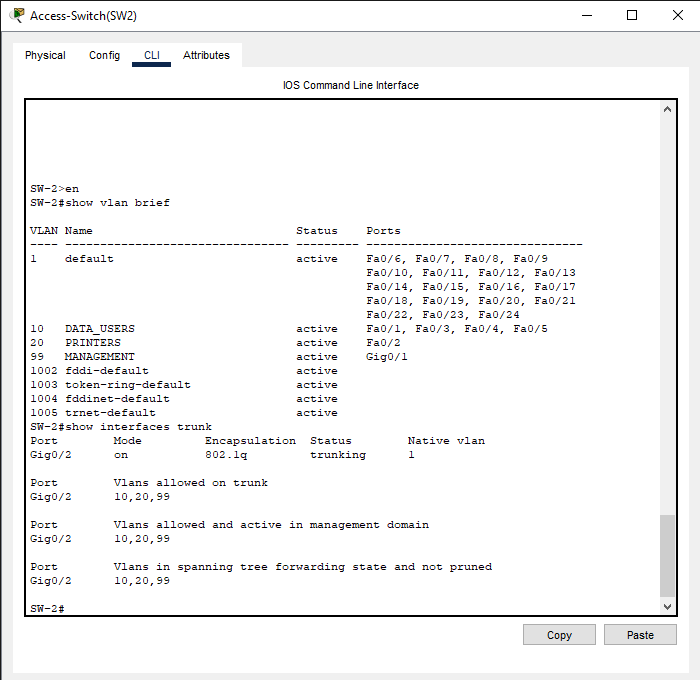 Access-Switch(SW2)
Physical Config CLI Attributes
IOS Command Line Interface
SW-2>en
SW-2#show vlan brief
VLAN Name                             Status    Ports
---- -------------------------------- --------- -------------------------------
1    default                          active    Fa0/6, Fa0/7, Fa0/8, Fa0/9
                                                Fa0/10, Fa0/11, Fa0/12, Fa0/13
                                                Fa0/14, Fa0/15, Fa0/16, Fa0/17
                                                Fa0/18, Fa0/19, Fa0/20, Fa0/21
                                                Fa0/22, Fa0/23, Fa0/24
10   DATA_USERS                       active    Fa0/1, Fa0/3, Fa0/4, Fa0/5
20   PRINTERS                         active    Fa0/2
99   MANAGEMENT                       active    Gig0/1
1002 fddi-default                     active
1003 token-ring-default               active
1004 fddinet-default                  active
1005 trnet-default                    active
SW-2#show interfaces trunk
Port        Mode         Encapsulation  Status        Native vlan
Gig0/2      on           802.1q         trunking      1
Port        Vlans allowed on trunk
Gig0/2      10,20,99
Port        Vlans allowed and active in management domain
Gig0/2      10,20,99
Port        Vlans in spanning tree forwarding state and not pruned
Gig0/2      10,20,99
SW-2#
Copy Paste